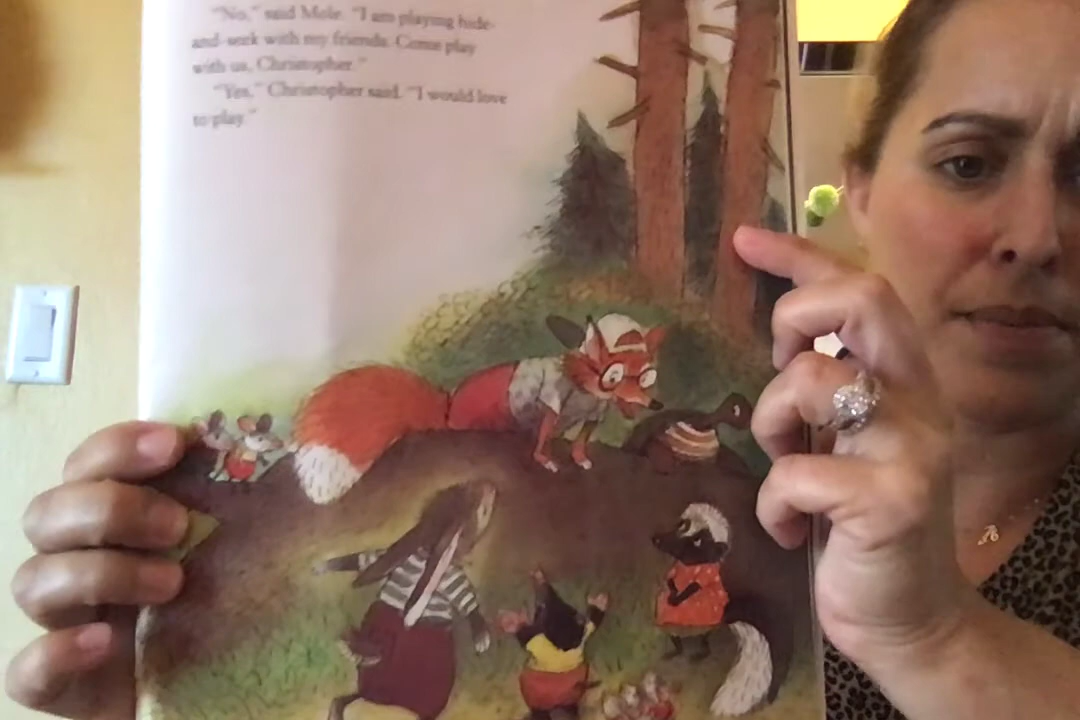 "No," said Mole. "I am playing hide-
and-seek with my friends. Come play
with us, Christopher."
"Yes," Christopher said. "I would love
to play."